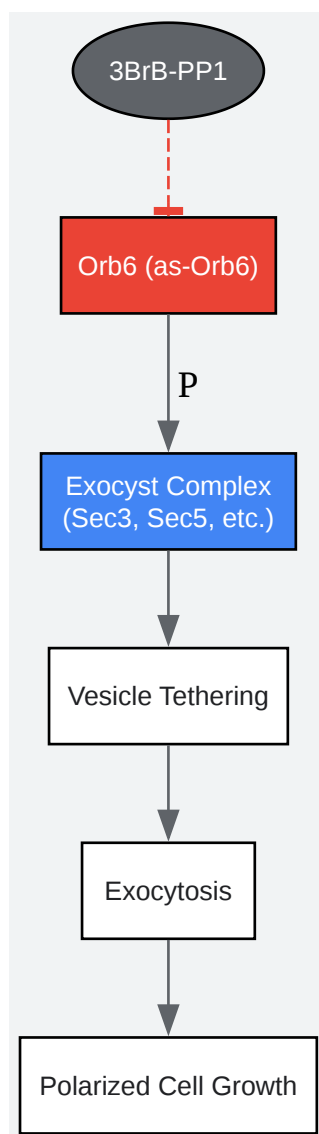 3BrB-PP1
Orb6 (as-Orb6)
P
Exocyst Complex
(Sec3, Sec5, etc.)
Vesicle Tethering
Exocytosis
Polarized Cell Growth